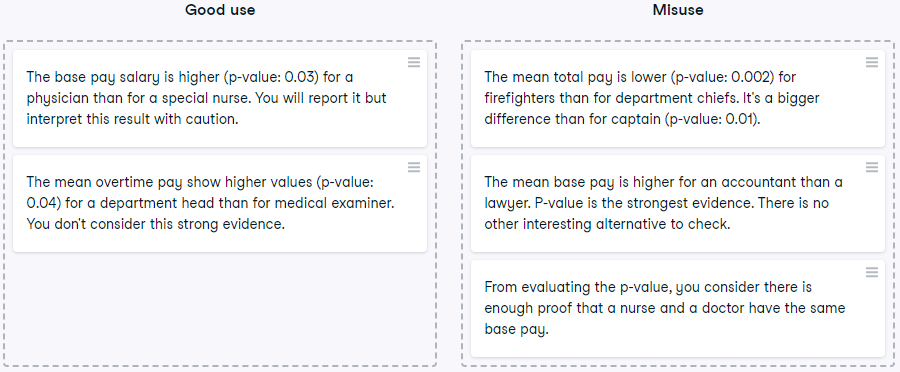 Good use
The base pay salary is higher (p-value: 0.03) for a
physician than for a special nurse. You will report it but
interpret this result with caution.
The mean overtime pay show higher values (p-value:
0.04) for a department head than for medical examiner.
You don't consider this strong evidence.
Misuse
The mean total pay is lower (p-value: 0.002) for
firefighters than for department chiefs. It's a bigger
difference than for captain (p-value: 0.01).
The mean base pay is higher for an accountant than a
lawyer. P-value is the strongest evidence. There is no
other interesting alternative to check.
From evaluating the p-value, you consider there is
enough proof that a nurse and a doctor have the same
base pay.